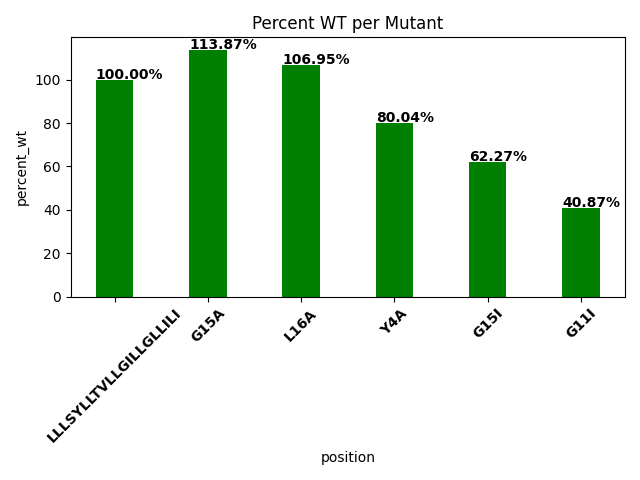 Percent WT per Mutant
113.87%
106.95%
100.00%
80.04%
62.27%
40.87%
percent_wt
100
80
60
40
20
0
LLLSYLLTVLLGILLGLLILI
G15A
L16A
Y4A
G15I
G11I
position